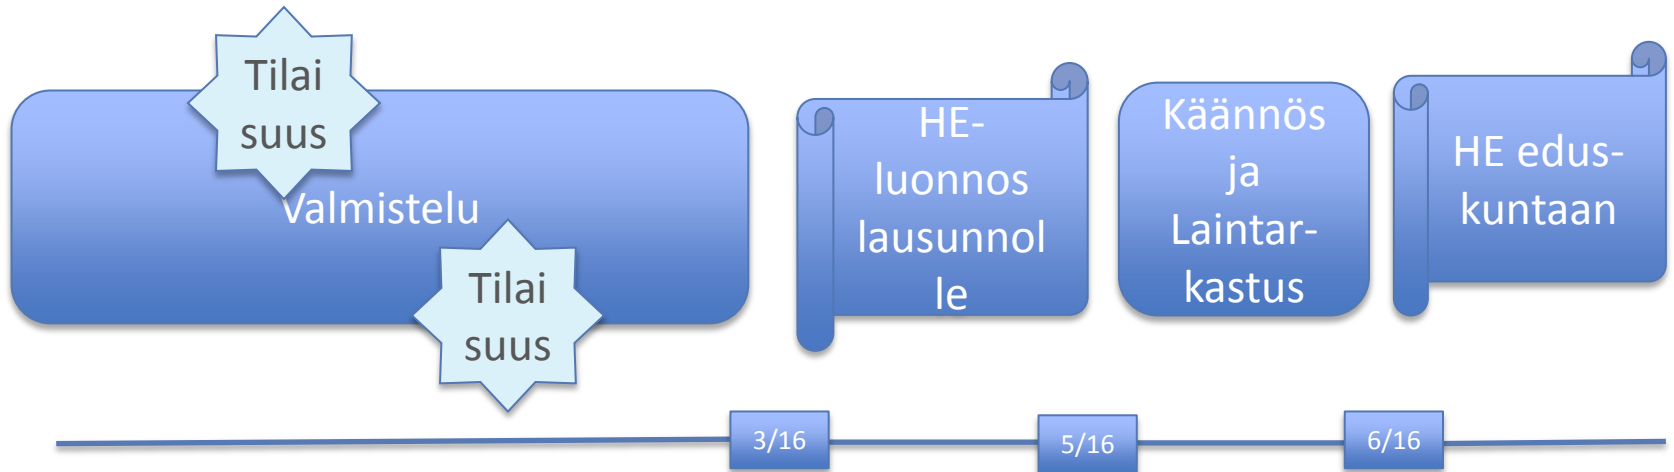 Tilai
suus
Valmistelu
Tilai
suus
HE-
luonnos
lausunnol
le
Käännös
ja
Laintar-
kastus
HE edus-
kuntaan
3/16
5/16
6/16